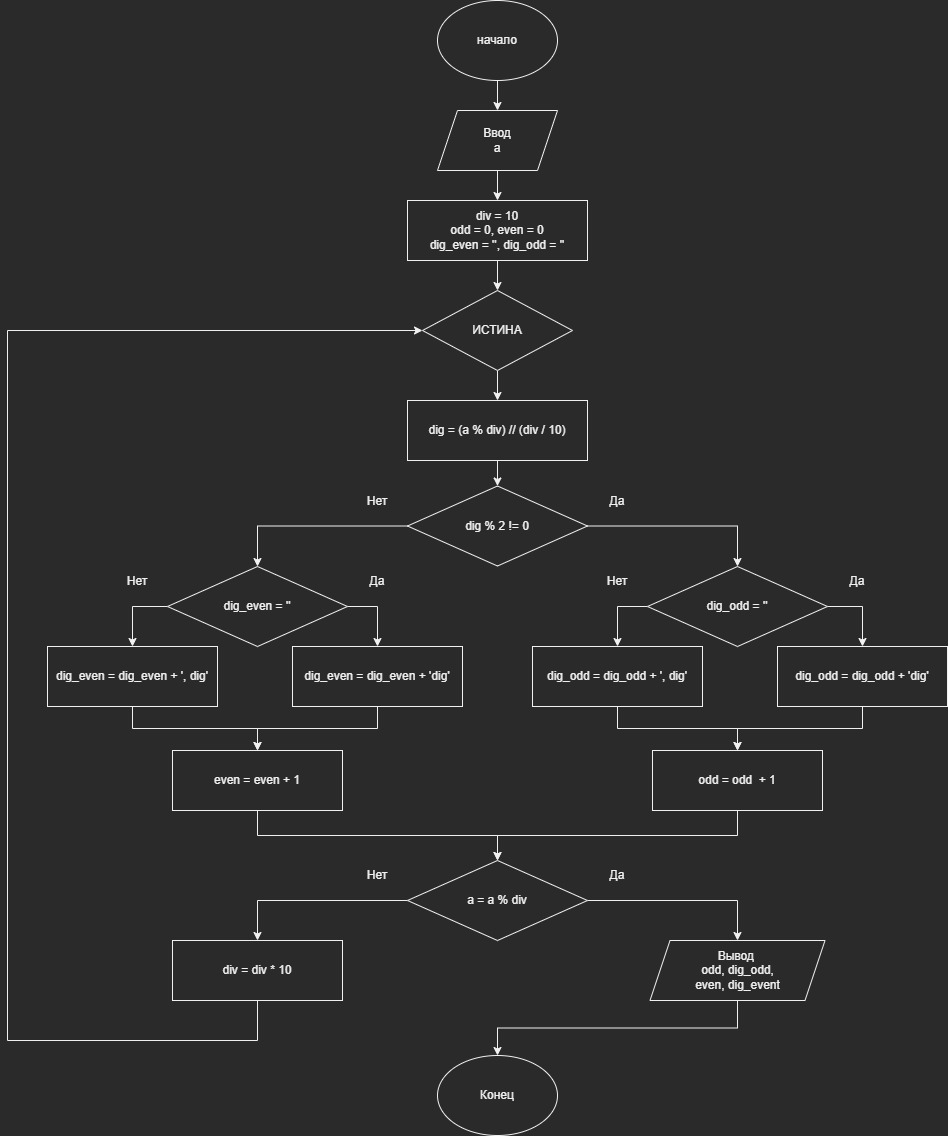 начало
Ввод
a
div = 10
odd = 0, even = 0
dig_even = '', dig_odd = ''
ИСТИНА
dig = (a % div) // (div / 10)
Нет
Да
dig % 2 != 0
Нет
Да
Нет
Да
dig_even = ''
dig_odd = ''
dig_even = dig_even + ', dig'
dig_even = dig_even + 'dig'
dig_odd = dig_odd + ', dig'
dig_odd = dig_odd + 'dig'
even = even + 1
odd = odd + 1
Нет
Да
a = a % div
div = div * 10
Вывод
odd, dig_odd,
even, dig_event
Конец